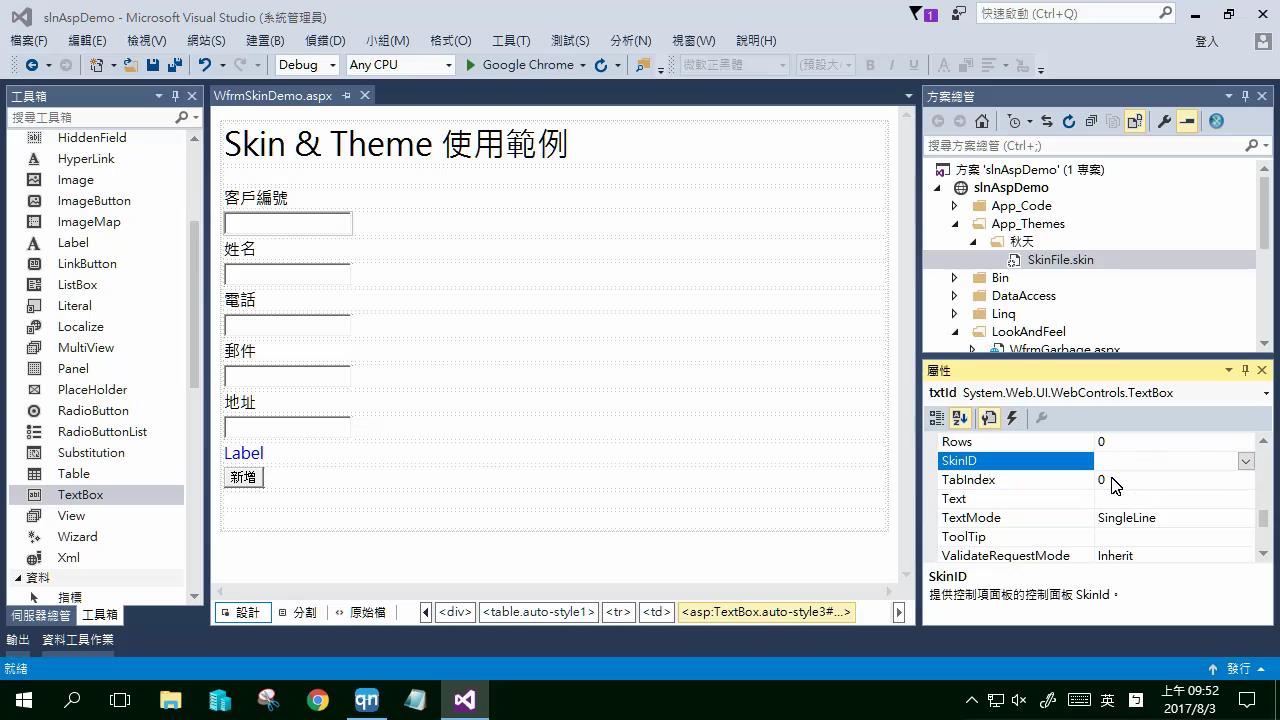 slnAspDemo - Microsoft Visual Studio (系統管理員)
1
快速啟動 (Ctrl+Q)
檔案(F) 編輯(E) 檢視(V) 網站(S) 建置(B) 偵錯(D) 小組(M) 格式(O) 工具(T) 測試(S) 分析(N) 視窗(W) 說明(H)
登入
Debug Any CPU Google Chrome 微軟正黑體 (預設大 B I U A
工具箱
搜尋工具箱
HiddenField
HyperLink
Image
ImageButton
ImageMap
Label
LinkButton
ListBox
Literal
Localize
MultiView
Panel
PlaceHolder
RadioButton
RadioButtonList
Substitution
Table
TextBox
View
Wizard
Xml
資料
指標
伺服器總管 工具箱
WfrmSkinDemo.aspx
Skin & Theme 使用範例
客戶編號
姓名
電話
郵件
地址
Label
新增
設計 分割 原始檔 <div> <table.auto-style1> <tr> <td> <asp:TextBox.auto-style3#...>
方案總管
搜尋方案總管 (Ctrl+;)
方案 'slnAspDemo' (1 專案)
slnAspDemo
App_Code
App_Themes
秋天
SkinFile.skin
Bin
DataAccess
Linq
LookAndFeel
WfrmGarbage.aspx
屬性
txtId System.Web.UI.WebControls.TextBox
Rows 0
SkinID
TabIndex 0
Text
TextMode SingleLine
ToolTip
ValidateRequestMode Inherit
SkinID
提供控制項面板的控制面板 SkinId。
輸出 資料工具作業
就緒
發行
qn
英
上午 09:52
2017/8/3